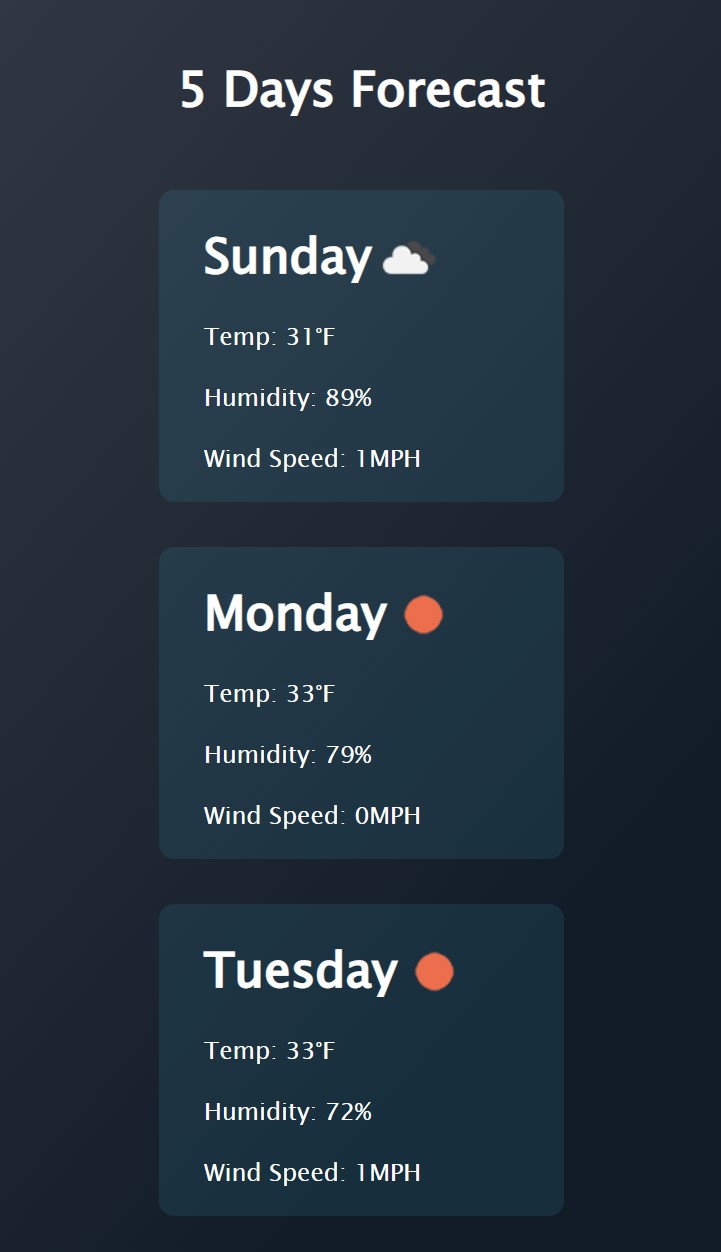 5 Days Forecast
Sunday
Temp: 31°F
Humidity: 89%
Wind Speed: 1MPH
Monday
Temp: 33°F
Humidity: 79%
Wind Speed: 0MPH
Tuesday
Temp: 33°F
Humidity: 72%
Wind Speed: 1MPH